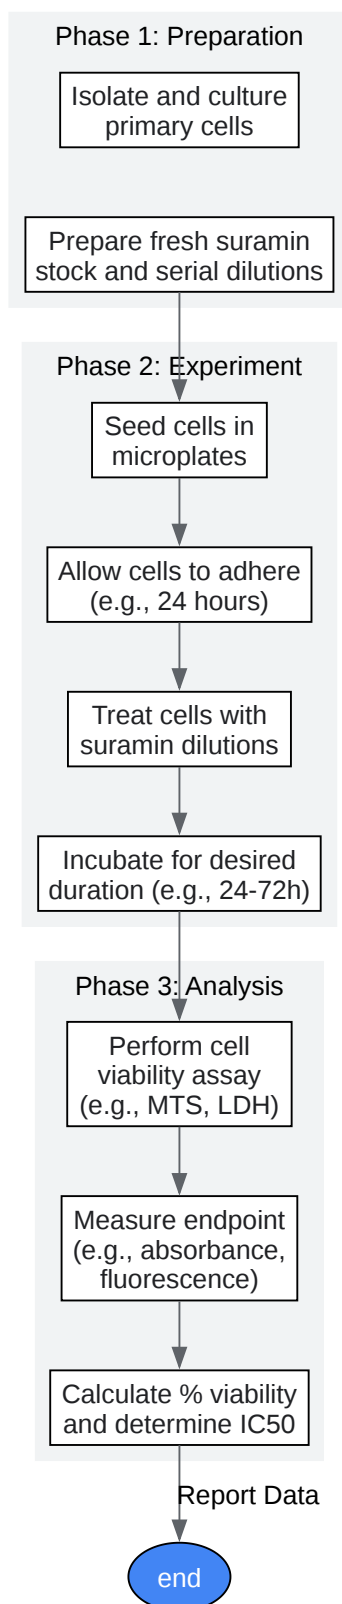 Phase 1: Preparation
Isolate and culture
primary cells
Prepare fresh suramin
stock and serial dilutions
Phase 2: Experiment
Seed cells in
microplates
Allow cells to adhere
(e.g., 24 hours)
Treat cells with
suramin dilutions
Incubate for desired
duration (e.g., 24-72h)
Phase 3: Analysis
Perform cell
viability assay
(e.g., MTS, LDH)
Measure endpoint
(e.g., absorbance,
fluorescence)
Calculate % viability
and determine IC50
Report Data
end